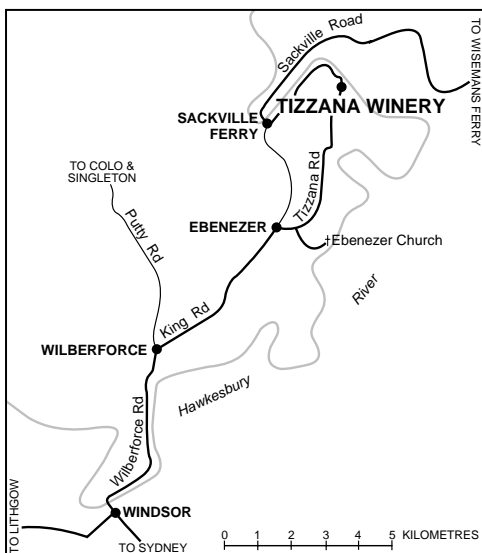 Sackville Road
TO WISEMANS FERRY
TIZZANA WINERY
SACKVILLE
FERRY
TO COLO &
SINGLETON
Tizzana Rd
Putty Rd
EBENEZER
†Ebenezer Church
River
King Rd
WILBERFORCE
Hawkesbury
Wilberforce Rd
TO LITHGOW
WINDSOR
TO SYDNEY
0 1 2 3 4 5 KILOMETRES